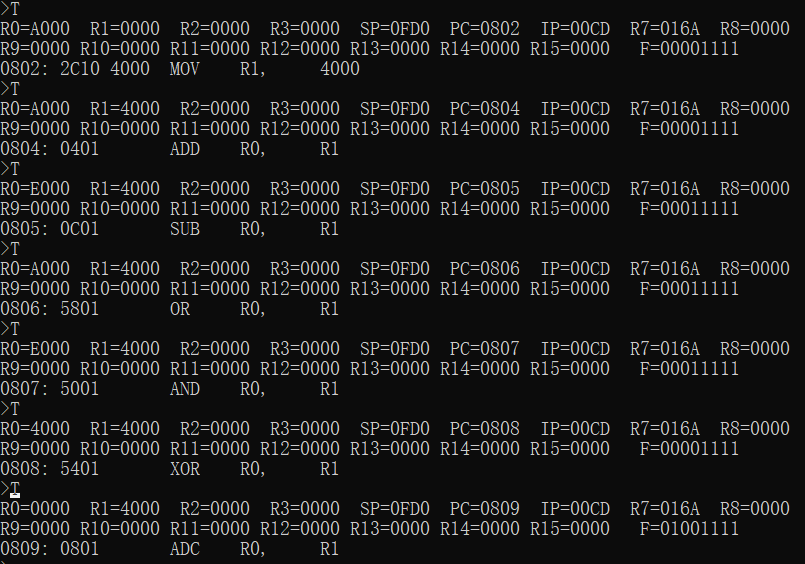 >T
R0=A000  R1=0000  R2=0000  R3=0000  SP=0FD0  PC=0802  IP=00CD  R7=016A  R8=0000
R9=0000 R10=0000 R11=0000 R12=0000 R13=0000 R14=0000 R15=0000   F=00001111
0802: 2C10 4000  MOV    R1,     4000
>T
R0=A000  R1=4000  R2=0000  R3=0000  SP=0FD0  PC=0804  IP=00CD  R7=016A  R8=0000
R9=0000 R10=0000 R11=0000 R12=0000 R13=0000 R14=0000 R15=0000   F=00001111
0804: 0401       ADD    R0,     R1
>T
R0=E000  R1=4000  R2=0000  R3=0000  SP=0FD0  PC=0805  IP=00CD  R7=016A  R8=0000
R9=0000 R10=0000 R11=0000 R12=0000 R13=0000 R14=0000 R15=0000   F=00011111
0805: 0C01       SUB    R0,     R1
>T
R0=A000  R1=4000  R2=0000  R3=0000  SP=0FD0  PC=0806  IP=00CD  R7=016A  R8=0000
R9=0000 R10=0000 R11=0000 R12=0000 R13=0000 R14=0000 R15=0000   F=00011111
0806: 5801       OR     R0,     R1
>T
R0=E000  R1=4000  R2=0000  R3=0000  SP=0FD0  PC=0807  IP=00CD  R7=016A  R8=0000
R9=0000 R10=0000 R11=0000 R12=0000 R13=0000 R14=0000 R15=0000   F=00011111
0807: 5001       AND    R0,     R1
>T
R0=4000  R1=4000  R2=0000  R3=0000  SP=0FD0  PC=0808  IP=00CD  R7=016A  R8=0000
R9=0000 R10=0000 R11=0000 R12=0000 R13=0000 R14=0000 R15=0000   F=00001111
0808: 5401       XOR    R0,     R1
>T
R0=0000  R1=4000  R2=0000  R3=0000  SP=0FD0  PC=0809  IP=00CD  R7=016A  R8=0000
R9=0000 R10=0000 R11=0000 R12=0000 R13=0000 R14=0000 R15=0000   F=01001111
0809: 0801       ADC    R0,     R1